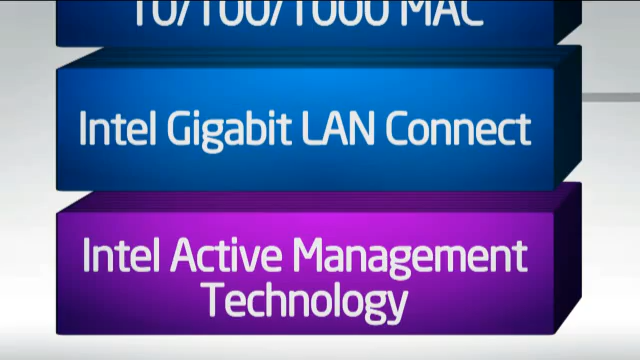 10/100/1000 MAC
Intel Gigabit LAN Connect
Intel Active Management
Technology